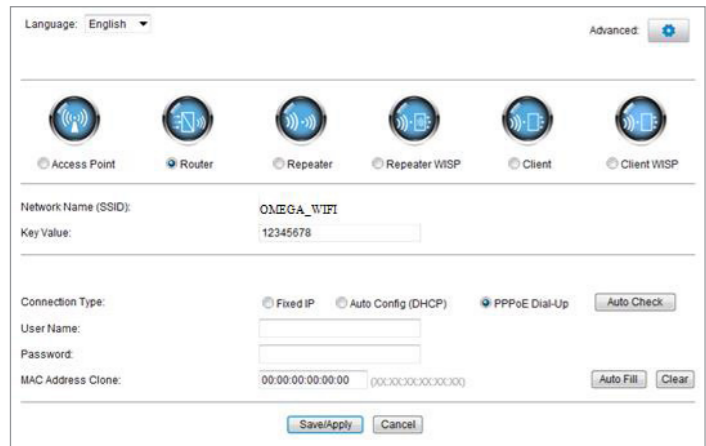 Language: English
Advanced:
Access Point Router Repeater Repeater WISP Client Client WISP
Network Name (SSID): OMEGA_WIFI
Key Value: 12345678
Connection Type: Fixed IP Auto Config (DHCP) PPPoE Dial-Up Auto Check
User Name:
Password:
MAC Address Clone: 00:00:00:00:00:00 (XX:XX:XX:XX:XX:XX) Auto Fill Clear
Save/Apply Cancel